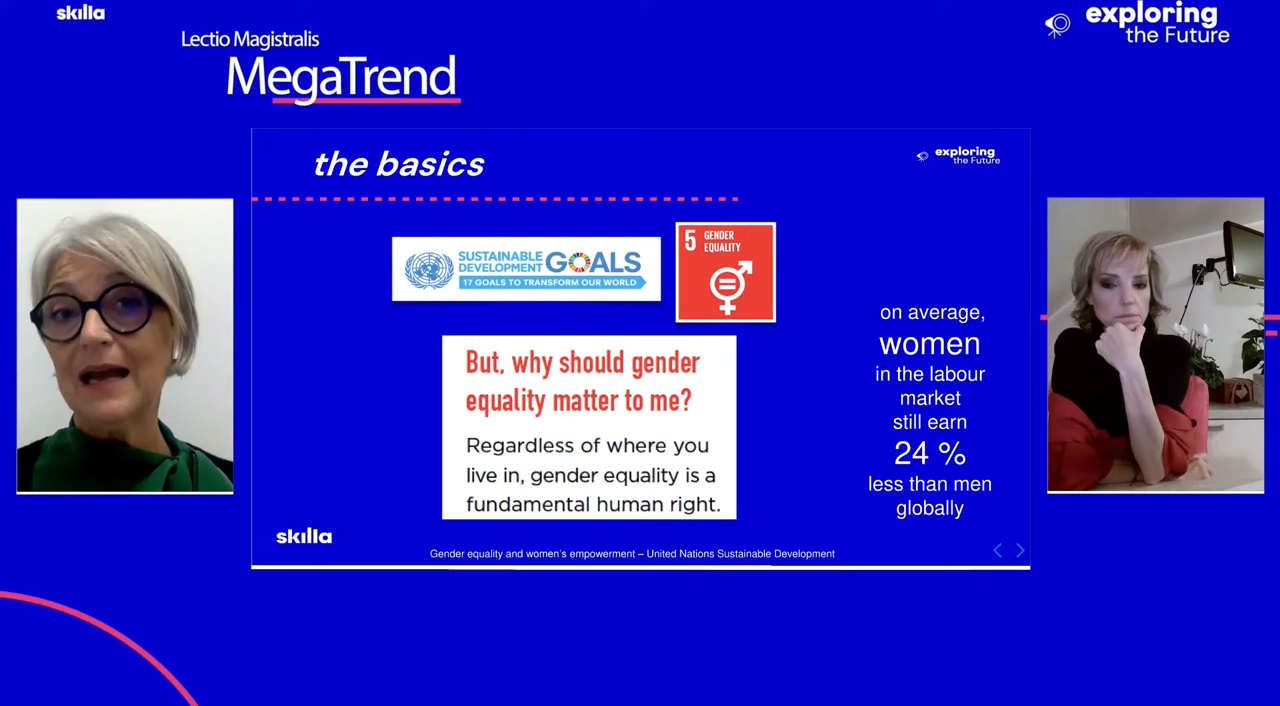 skilla
Lectio Magistralis
MegaTrend
exploring
the Future
the basics
exploring
the Future
SUSTAINABLE
DEVELOPMENT
GOALS
17 GOALS TO TRANSFORM OUR WORLD
5 GENDER
EQUALITY
But, why should gender
equality matter to me?
Regardless of where you
live in, gender equality is a
fundamental human right.
on average,
women
in the labour
market
still earn
24 %
less than men
globally
skilla
Gender equality and women's empowerment – United Nations Sustainable Development